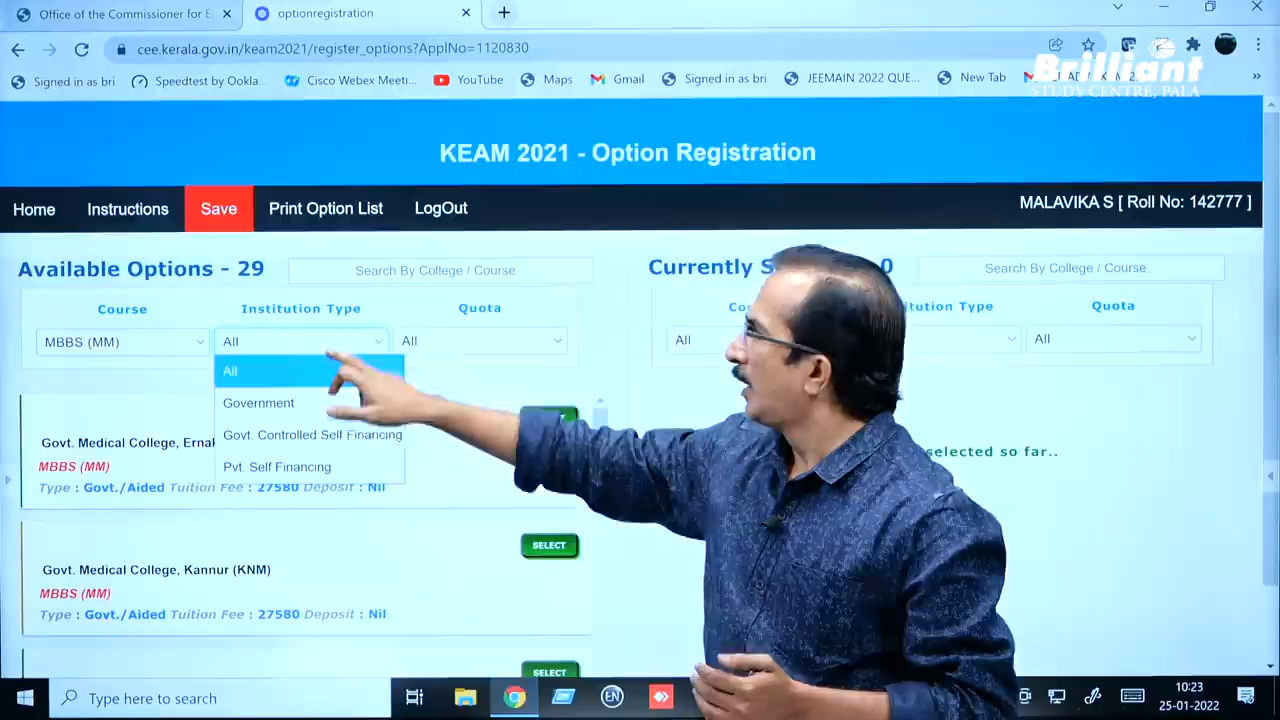 Office of the Commissioner for E
optionregistration
cee.kerala.gov.in/keam2021/register_options?ApplNo=1120830
Signed in as bri
Speedtest by Ookla...
Cisco Webex Meeti...
YouTube
Maps
Gmail
Signed in as bri
JEEMAIN 2022 QUE...
New Tab
Brilliant
STUDY CENTRE, PALA
KEAM 2021 - Option Registration
Home
Instructions
Save
Print Option List
LogOut
MALAVIKA S [ Roll No: 142777 ]
Available Options - 29
Search By College / Course
Currently S
0
Search By College / Course
Course
Institution Type
Quota
Co
tution Type
Quota
MBBS (MM)
All
All
All
All
All
Government
Govt. Controlled Self Financing
Pvt. Self Financing
Govt. Medical College, Ernak
MBBS (MM)
Type : Govt./Aided Tuition Fee : 27580 Deposit : Nil
selected so far..
SELECT
Govt. Medical College, Kannur (KNM)
MBBS (MM)
Type : Govt./Aided Tuition Fee : 27580 Deposit : Nil
SELECT
Type here to search
EN
10:23
25-01-2022